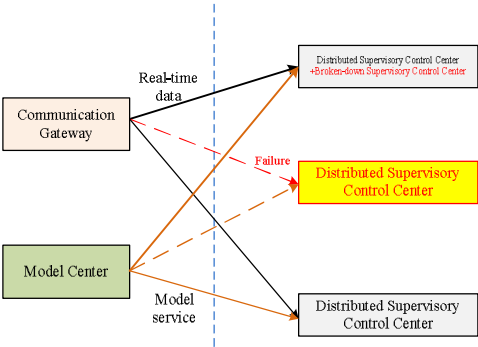 Distributed Supervisory Control Center
+Broken-down Supervisory Control Center
Real-time
data
Communication
Gateway
Failure
Distributed Supervisory
Control Center
Model Center
Model
service
Distributed Supervisory
Control Center